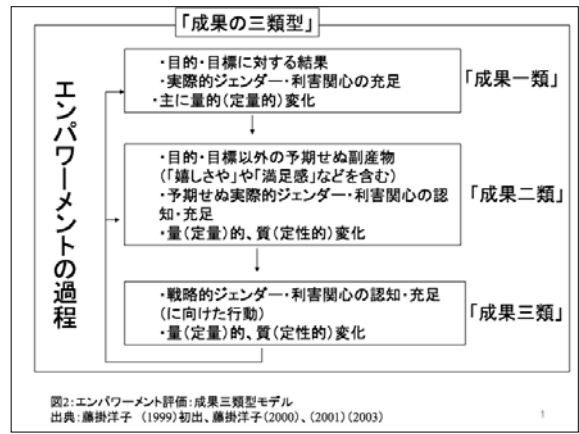 「成果の三類型」
エンパワーメントの過程
・目的・目標に対する結果
・実際的ジェンダー・利害関心の充足
・主に量的(定量的)変化
「成果一類」
・目的・目標以外の予期せぬ副産物
(「嬉しさや」や「満足感」などを含む)
・予期せぬ実際的ジェンダー・利害関心の認
知・充足
・量(定量)的、質(定性的)変化
「成果二類」
・戦略的ジェンダー・利害関心の認知・充足
(に向けた行動)
・量(定量)的、質(定性的)変化
「成果三類」
図2:エンパワーメント評価:成果三類型モデル
出典:藤掛洋子 (1999)初出、藤掛洋子(2000)、(2001)(2003)
1